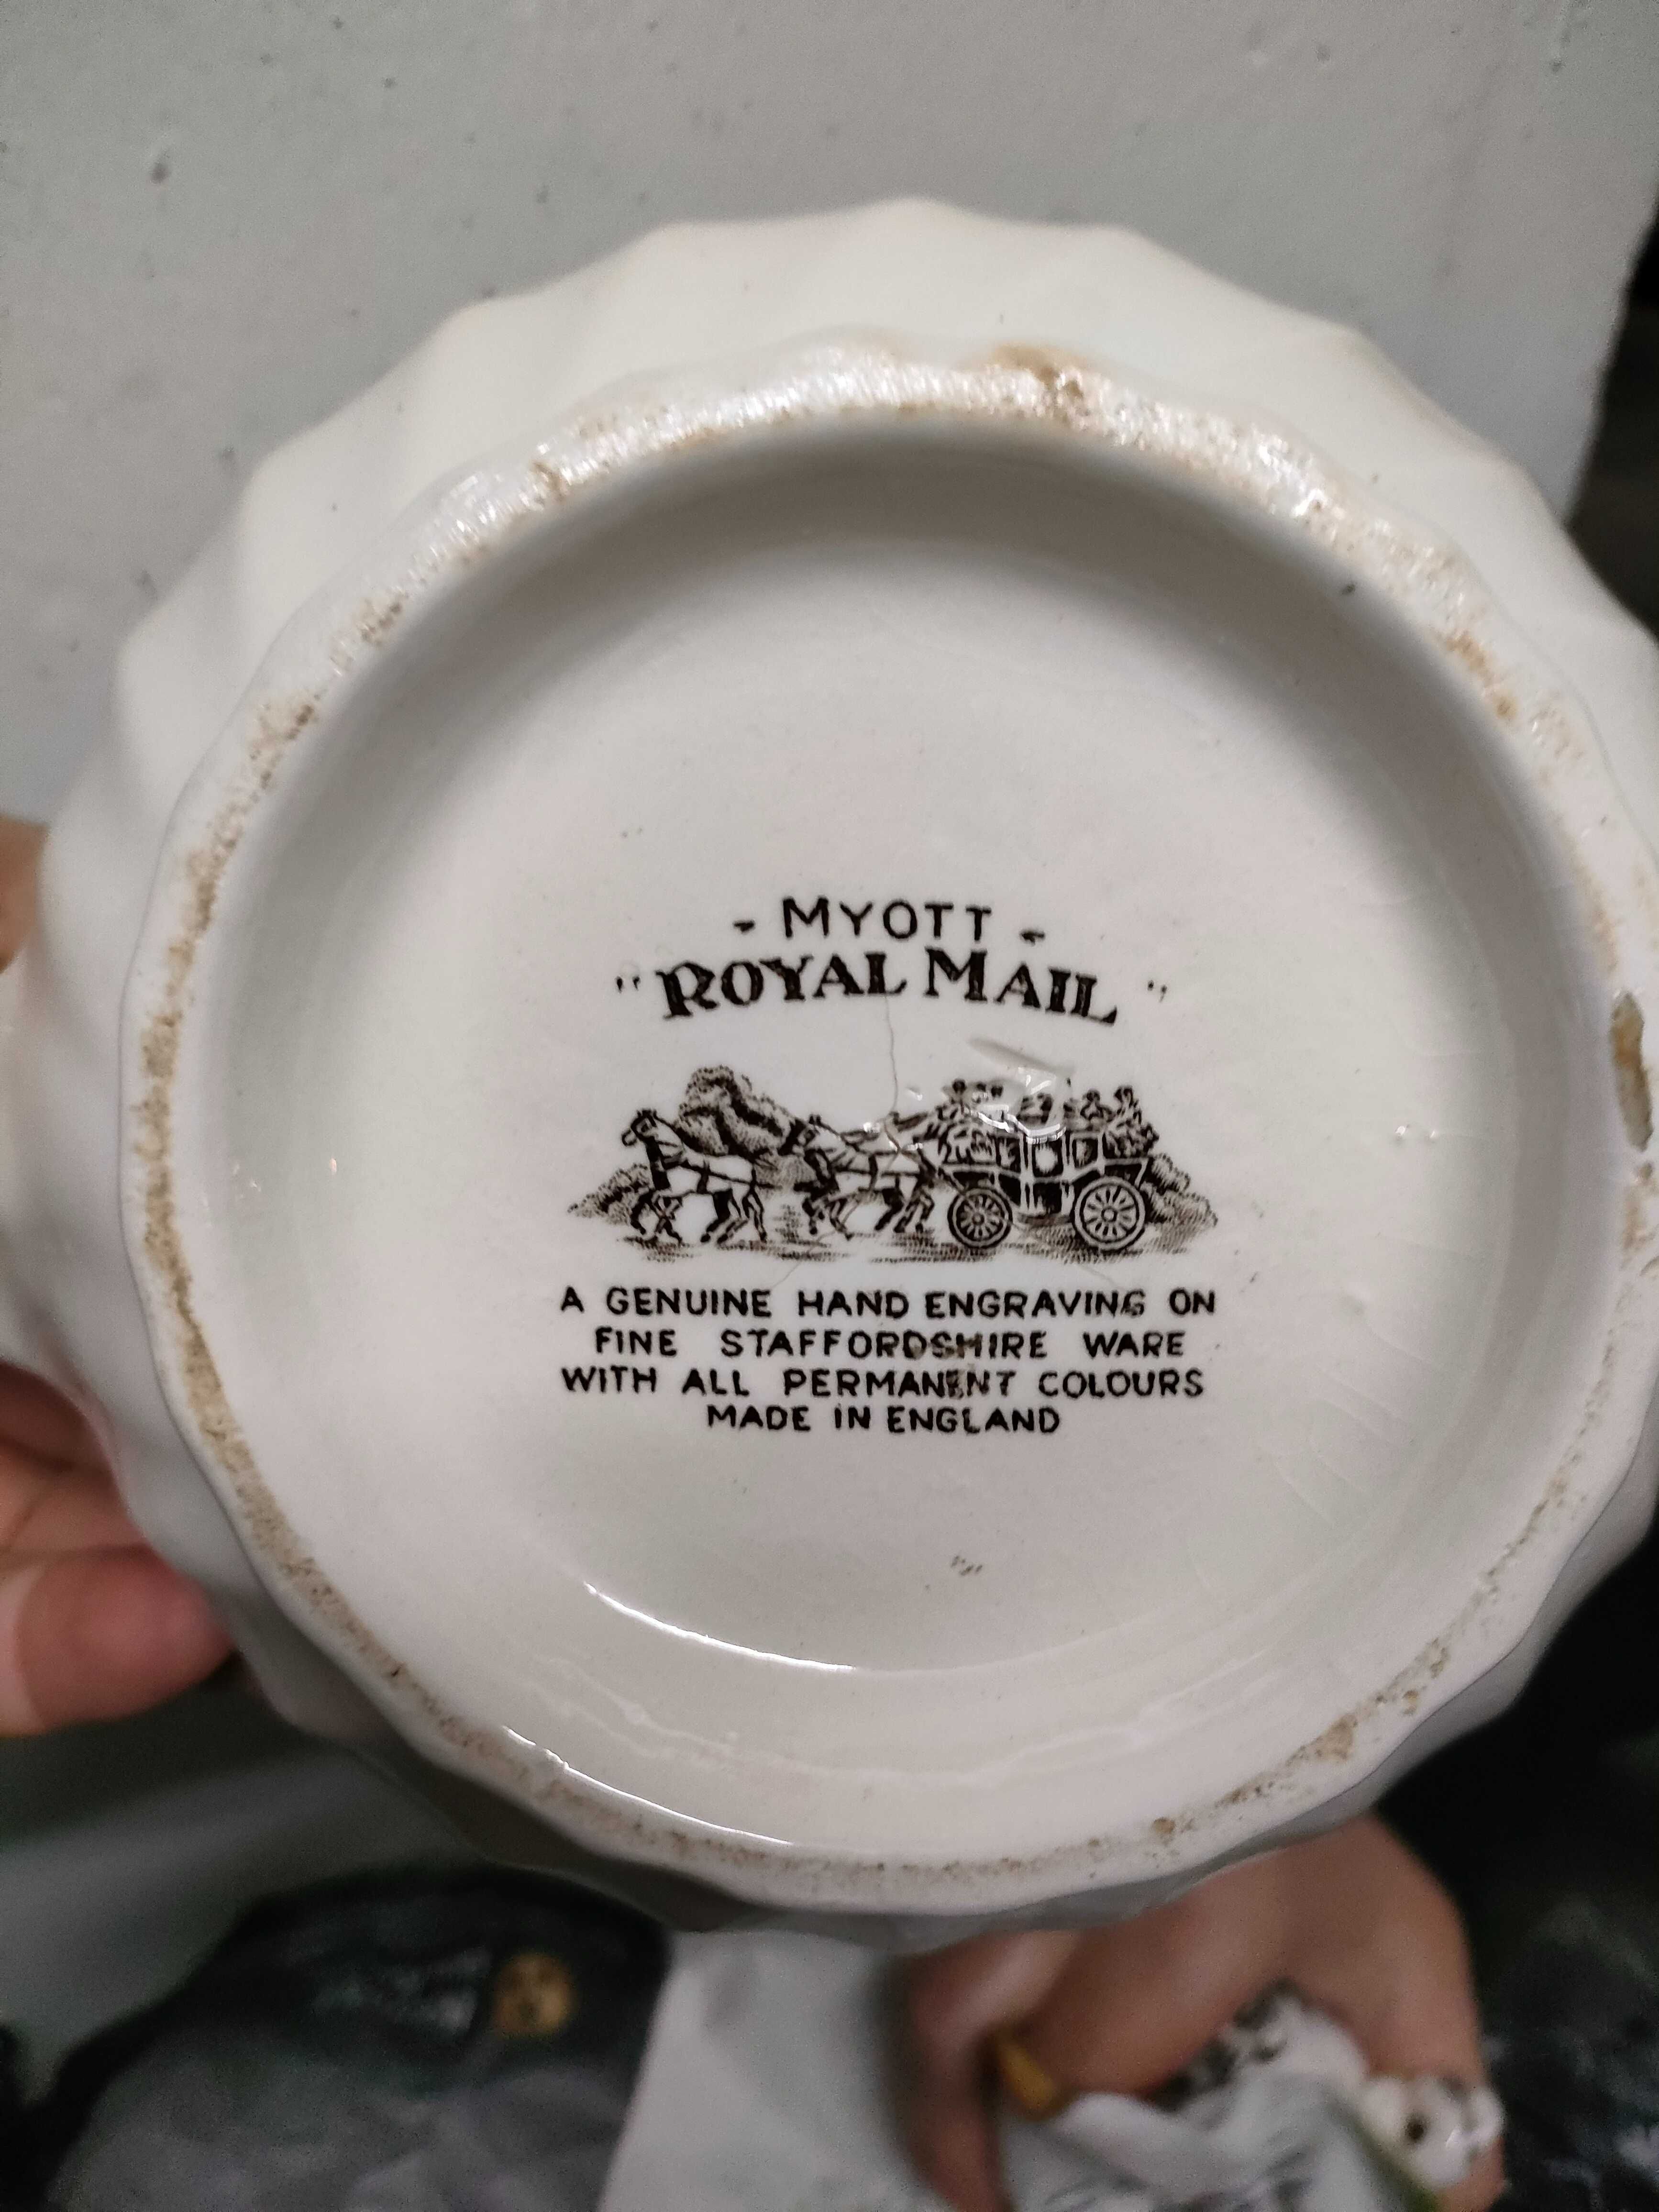 - MYOTT -
"ROYAL MAIL"
A GENUINE HAND ENGRAVING ON
FINE STAFFORDSHIRE WARE
WITH ALL PERMANENT COLOURS
MADE IN ENGLAND